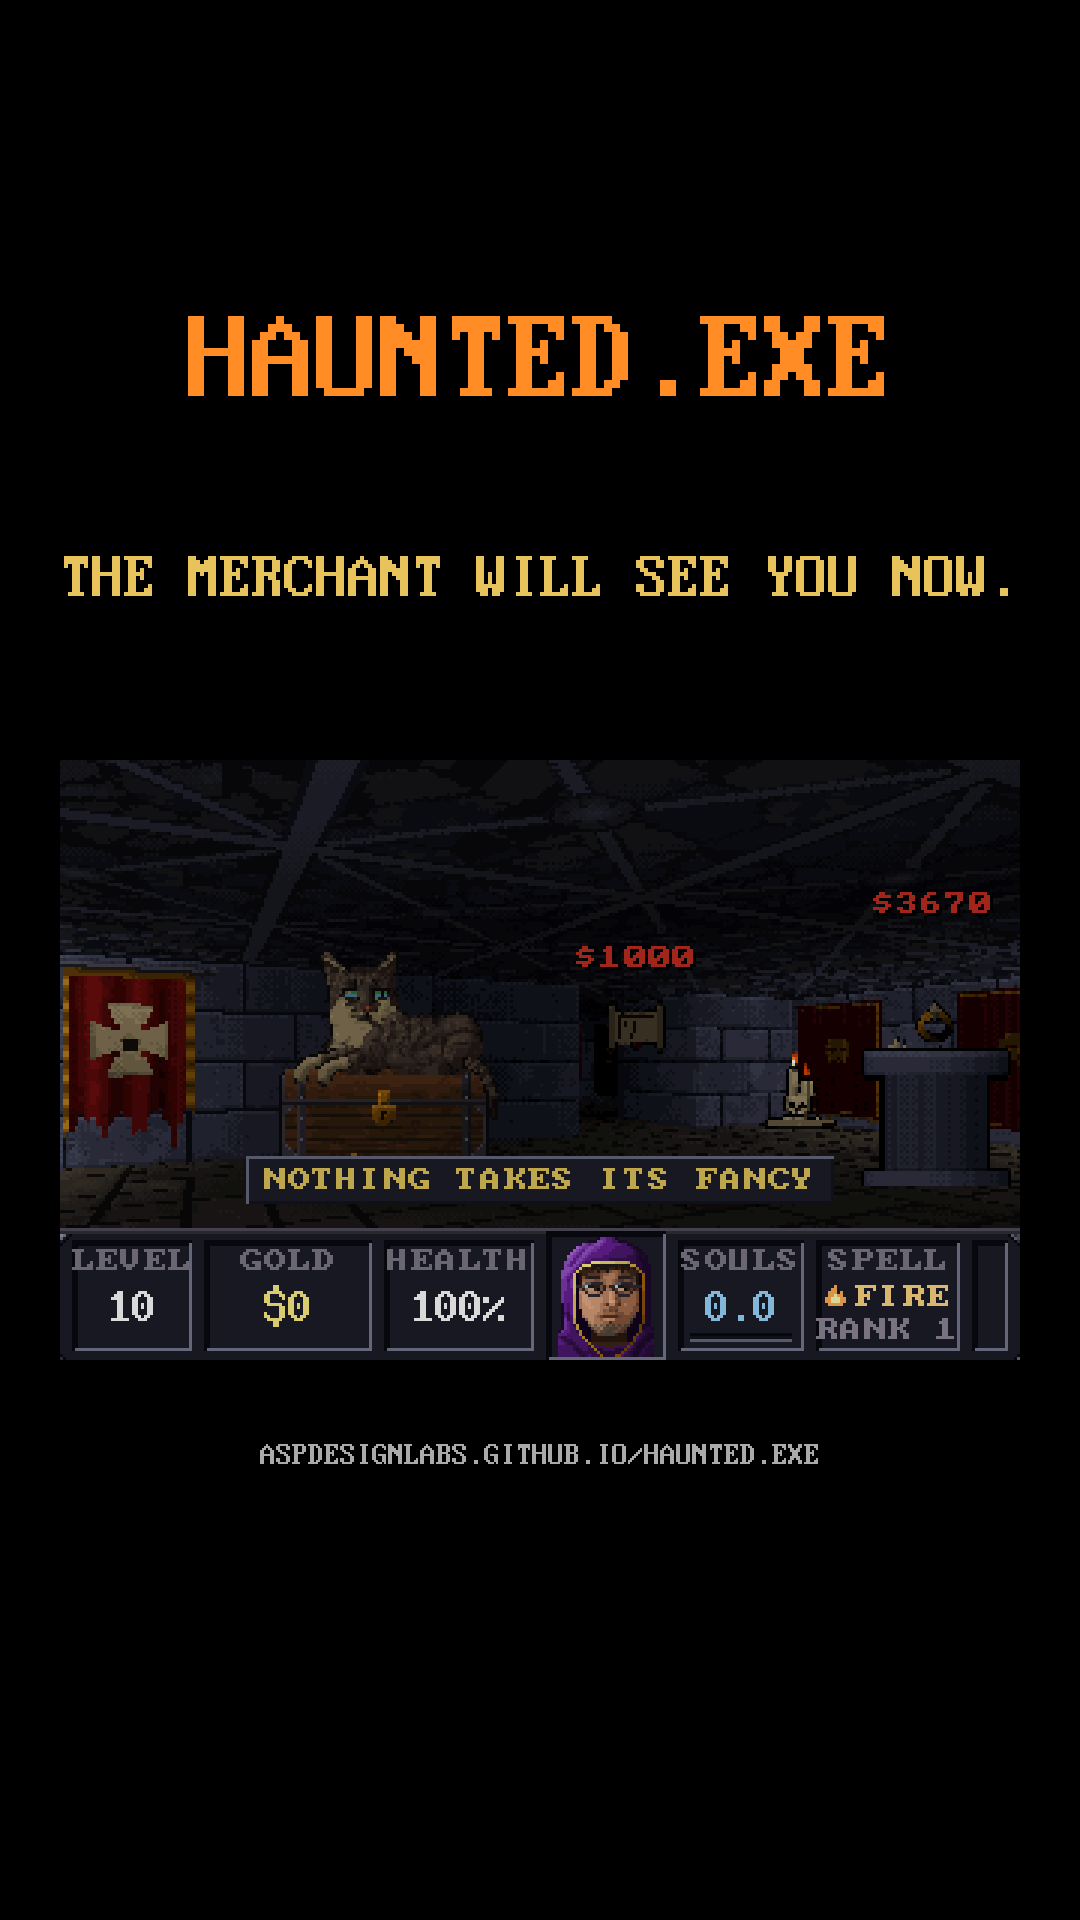 HAUNTED.EXE
THE MERCHANT WILL SEE YOU NOW.
$3670
$1000
NOTHING TAKES ITS FANCY
LEVEL GOLD HEALTH SOULS SPELL
10 $0 100% 0.0 FIRE
RANK 1
ASPDESIGNLABS.GITHUB.IO/HAUNTED.EXE